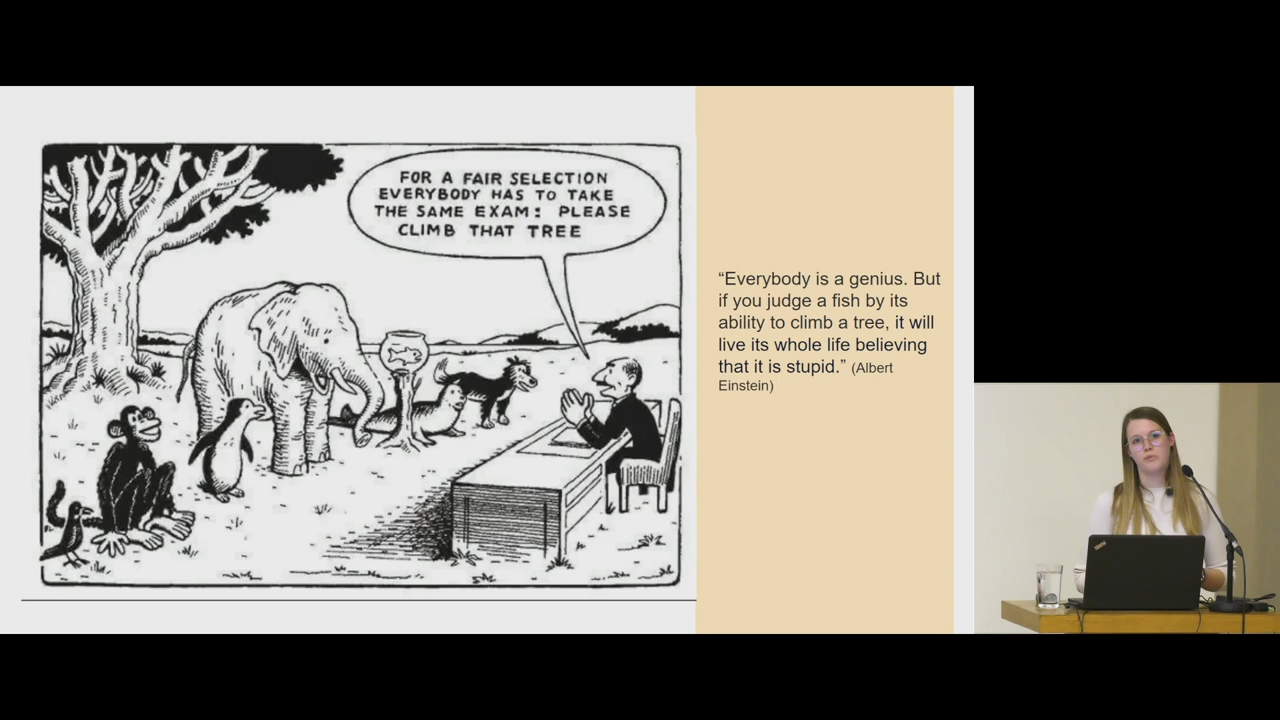 FOR A FAIR SELECTION
EVERYBODY HAS TO TAKE
THE SAME EXAM: PLEASE
CLIMB THAT TREE
“Everybody is a genius. But
if you judge a fish by its
ability to climb a tree, it will
live its whole life believing
that it is stupid.” (Albert
Einstein)